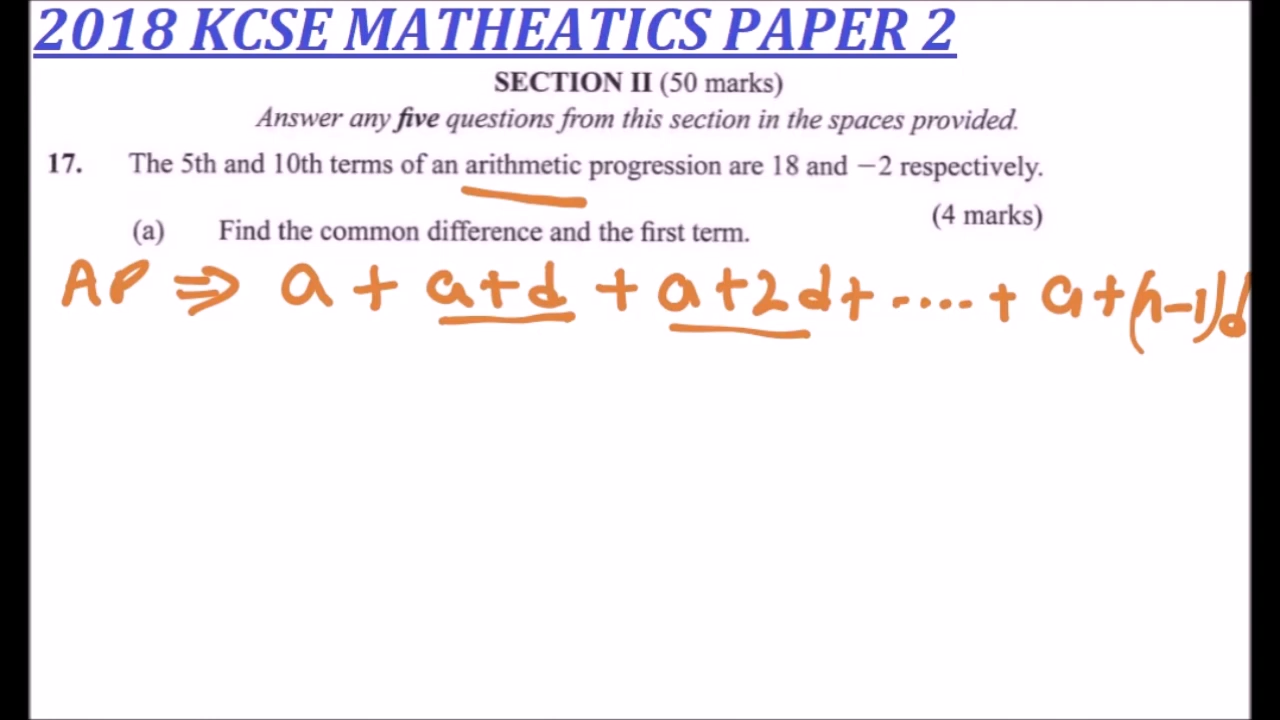 2018 KCSE MATHEATICS PAPER 2
SECTION II (50 marks)
Answer any five questions from this section in the spaces provided.
17. The 5th and 10th terms of an arithmetic progression are 18 and −2 respectively.
(a) Find the common difference and the first term. (4 marks)
AP ⇒ a + a+d + a+2d + .... + a+(n-1)d